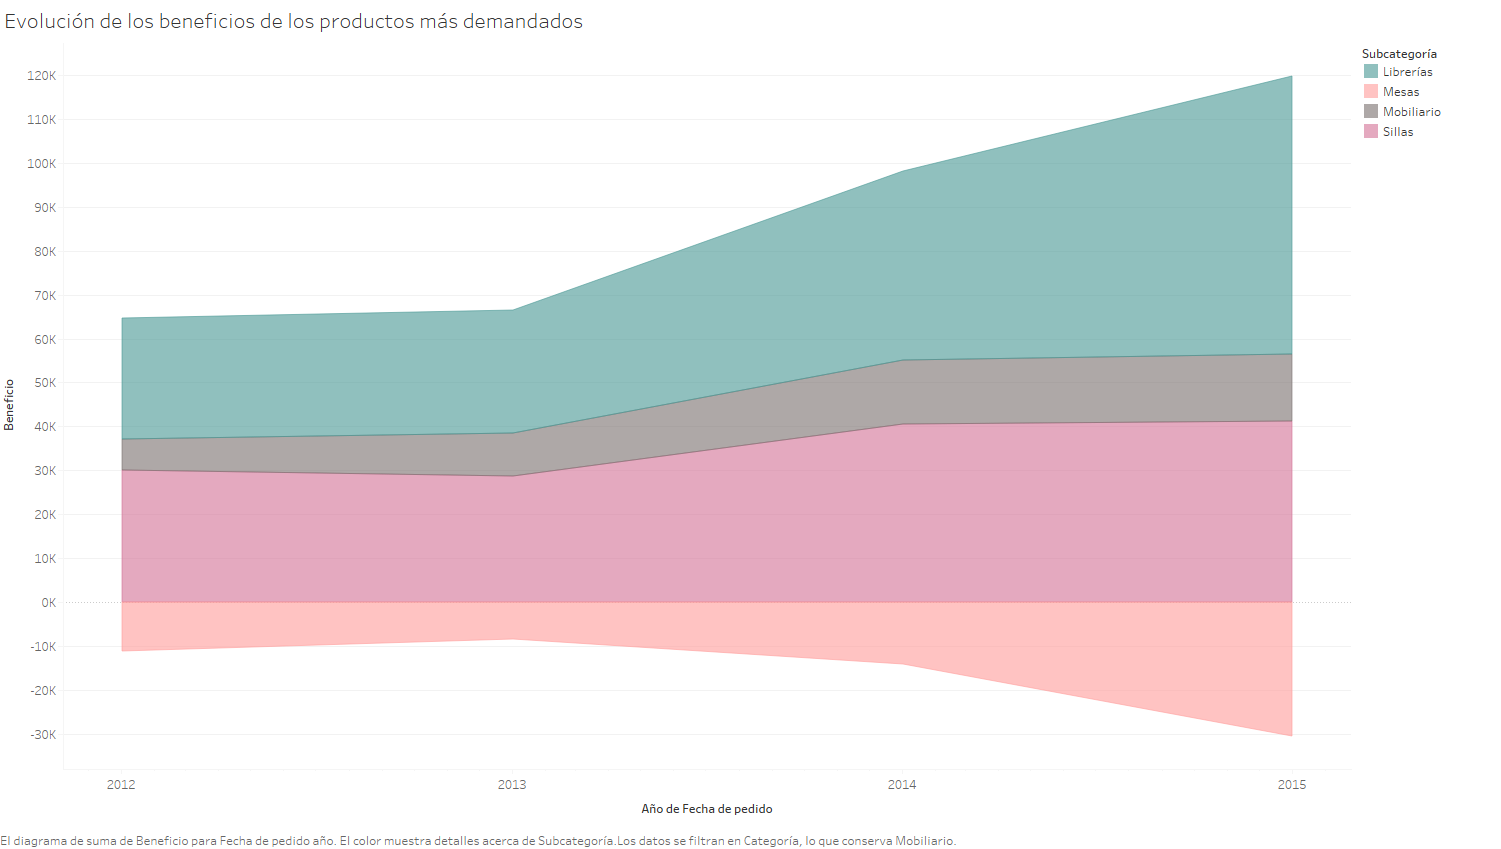 Evolución de los beneficios de los productos más demandados
Subcategoría
Librerías
Mesas
Mobiliario
Sillas
Beneficio
120K
110K
100K
90K
80K
70K
60K
50K
40K
30K
20K
10K
0K
-10K
-20K
-30K
2012 2013 2014 2015
Año de Fecha de pedido
El diagrama de suma de Beneficio para Fecha de pedido año. El color muestra detalles acerca de Subcategoría.Los datos se filtran en Categoría, lo que conserva Mobiliario.